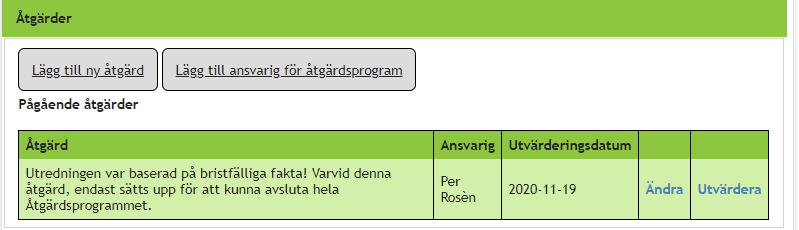 Åtgärder
Lägg till ny åtgärd Lägg till ansvarig för åtgärdsprogram
Pågående åtgärder
Åtgärd Ansvarig Utvärderingsdatum
Utredningen var baserad på bristfälliga fakta! Varvid denna
åtgärd, endast sätts upp för att kunna avsluta hela
Åtgärdsprogrammet.
Per
Rosèn
2020-11-19 Ändra Utvärdera